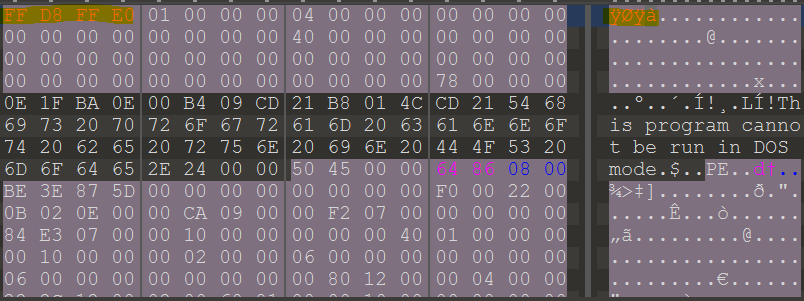 FF D8 FF E0 01 00 00 00 04 00 00 00 00 00 00 00 ÿØÿà............
00 00 00 00 00 00 00 00 40 00 00 00 00 00 00 00 ........@.......
00 00 00 00 00 00 00 00 00 00 00 00 00 00 00 00 ................
00 00 00 00 00 00 00 00 00 00 00 00 78 00 00 00 ............x...
0E 1F BA 0E 00 B4 09 CD 21 B8 01 4C CD 21 54 68 ..º..´.Í!¸.LÍ!Th
69 73 20 70 72 6F 67 72 61 6D 20 63 61 6E 6E 6F is program canno
74 20 62 65 20 72 75 6E 20 69 6E 20 44 4F 53 20 t be run in DOS
6D 6F 64 65 2E 24 00 00 50 45 00 00 64 86 08 00 mode.$..PE..d†..
BE 3E 87 5D 00 00 00 00 00 00 00 00 F0 00 22 00 ¾>‡]........ð.".
0B 02 0E 00 00 CA 09 00 00 F2 07 00 00 00 00 00 .....Ê...ò......
84 E3 07 00 00 10 00 00 00 00 00 40 01 00 00 00 „ã.........@....
00 10 00 00 00 02 00 00 06 00 00 00 00 00 00 00 ................
06 00 00 00 00 00 00 00 00 80 12 00 00 04 00 00 .........€......